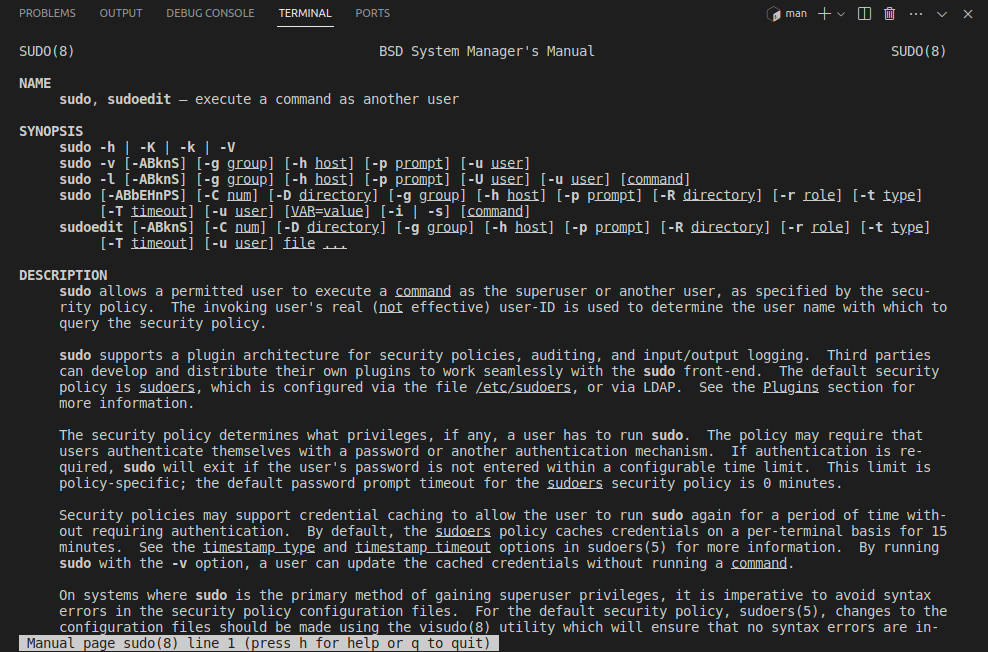 PROBLEMS OUTPUT DEBUG CONSOLE TERMINAL PORTS man
SUDO(8) BSD System Manager's Manual SUDO(8)
NAME
sudo, sudoedit — execute a command as another user
SYNOPSIS
sudo -h | -K | -k | -V
sudo -v [-ABknS] [-g group] [-h host] [-p prompt] [-u user]
sudo -l [-ABknS] [-g group] [-h host] [-p prompt] [-U user] [-u user] [command]
sudo [-ABbEHnPS] [-C num] [-D directory] [-g group] [-h host] [-p prompt] [-R directory] [-r role] [-t type]
[-T timeout] [-u user] [VAR=value] [-i | -s] [command]
sudoedit [-ABknS] [-C num] [-D directory] [-g group] [-h host] [-p prompt] [-R directory] [-r role] [-t type]
[-T timeout] [-u user] file ...
DESCRIPTION
sudo allows a permitted user to execute a command as the superuser or another user, as specified by the secu-
rity policy.  The invoking user's real (not effective) user-ID is used to determine the user name with which to
query the security policy.
sudo supports a plugin architecture for security policies, auditing, and input/output logging.  Third parties
can develop and distribute their own plugins to work seamlessly with the sudo front-end.  The default security
policy is sudoers, which is configured via the file /etc/sudoers, or via LDAP.  See the Plugins section for
more information.
The security policy determines what privileges, if any, a user has to run sudo.  The policy may require that
users authenticate themselves with a password or another authentication mechanism.  If authentication is re-
quired, sudo will exit if the user's password is not entered within a configurable time limit.  This limit is
policy-specific; the default password prompt timeout for the sudoers security policy is 0 minutes.
Security policies may support credential caching to allow the user to run sudo again for a period of time with-
out requiring authentication.  By default, the sudoers policy caches credentials on a per-terminal basis for 15
minutes.  See the timestamp_type and timestamp_timeout options in sudoers(5) for more information.  By running
sudo with the -v option, a user can update the cached credentials without running a command.
On systems where sudo is the primary method of gaining superuser privileges, it is imperative to avoid syntax
errors in the security policy configuration files.  For the default security policy, sudoers(5), changes to the
configuration files should be made using the visudo(8) utility which will ensure that no syntax errors are in-
Manual page sudo(8) line 1 (press h for help or q to quit)